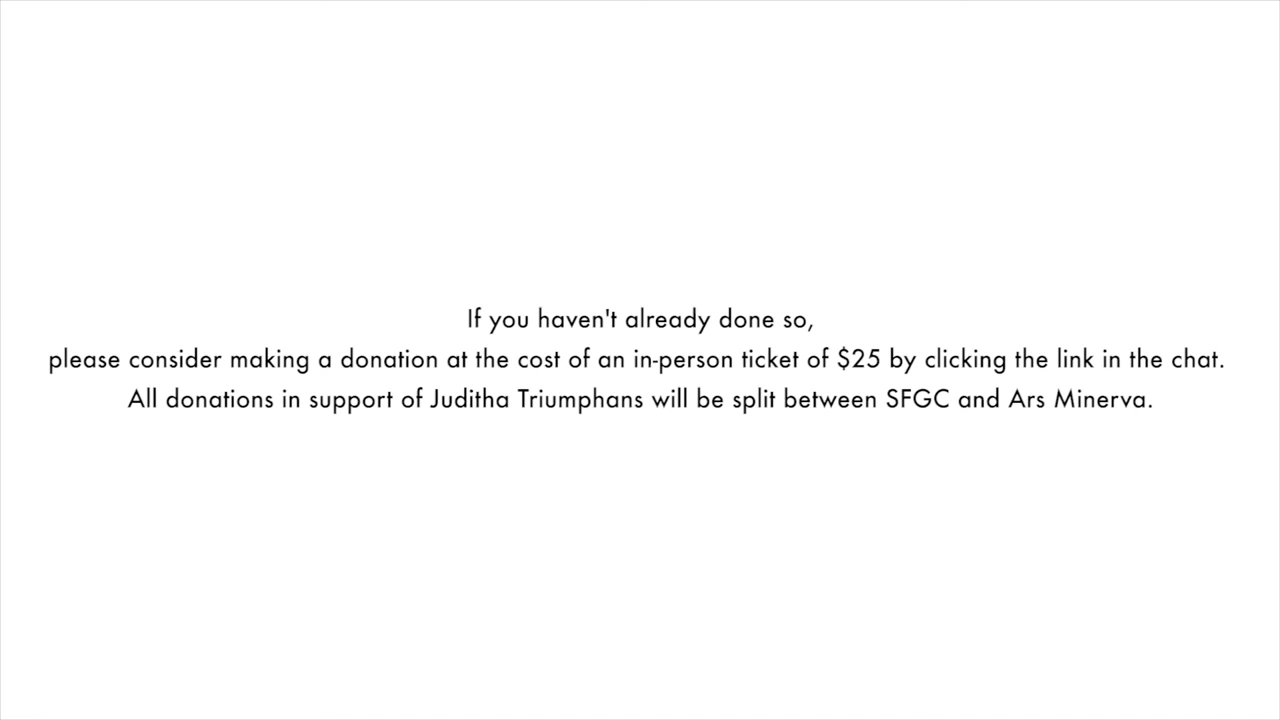 If you haven't already done so,
please consider making a donation at the cost of an in-person ticket of $25 by clicking the link in the chat.
All donations in support of Juditha Triumphans will be split between SFGC and Ars Minerva.